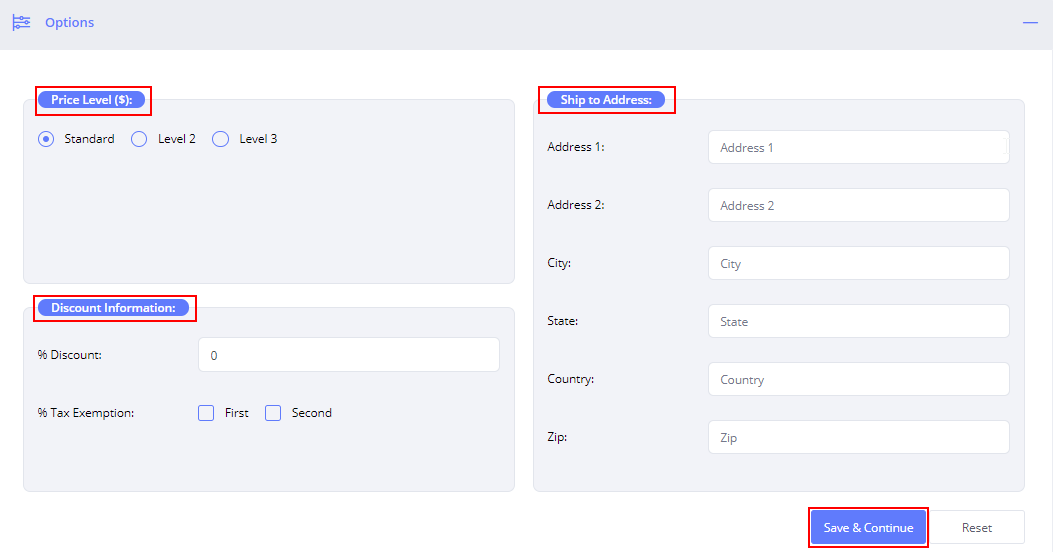 Options
Price Level ($):
Standard Level 2 Level 3
Discount Information:
% Discount: 0
% Tax Exemption: First Second
Ship to Address:
Address 1: Address 1
Address 2: Address 2
City: City
State: State
Country: Country
Zip: Zip
Save & Continue Reset